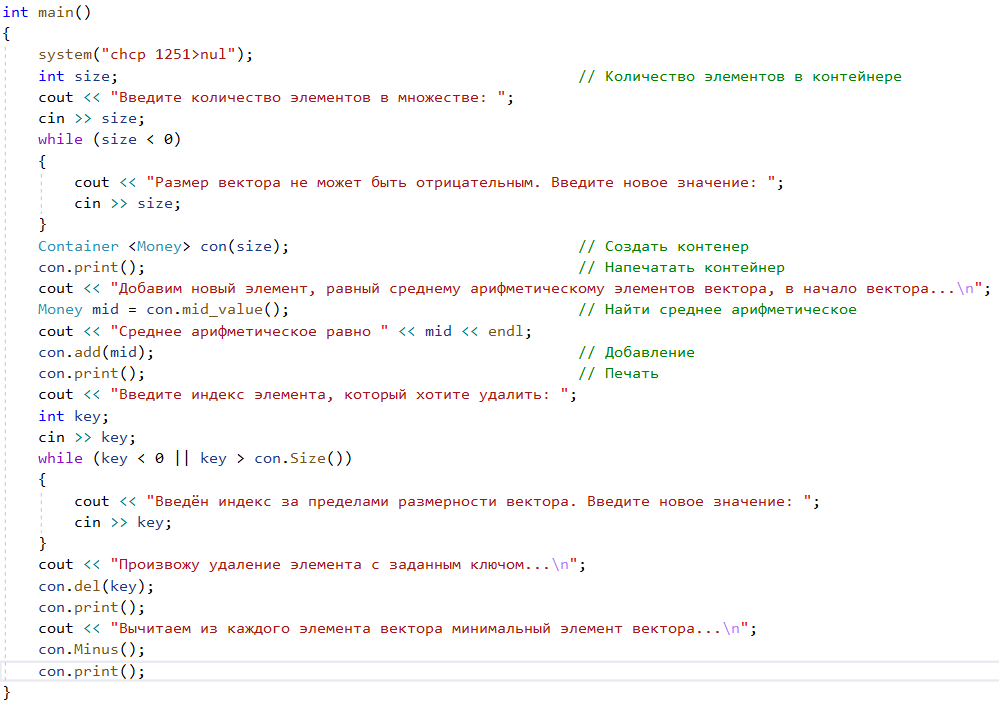 int main()
{
    system("chcp 1251>nul");
    int size;                                                   // Количество элементов в контейнере
    cout << "Введите количество элементов в множестве: ";
    cin >> size;
    while (size < 0)
    {
        cout << "Размер вектора не может быть отрицательным. Введите новое значение: ";
        cin >> size;
    }
    Container <Money> con(size);                                // Создать контенер
    con.print();                                                // Напечатать контейнер
    cout << "Добавим новый элемент, равный среднему арифметическому элементов вектора, в начало вектора...\n";
    Money mid = con.mid_value();                                // Найти среднее арифметическое
    cout << "Среднее арифметическое равно " << mid << endl;
    con.add(mid);                                               // Добавление
    con.print();                                                // Печать
    cout << "Введите индекс элемента, который хотите удалить: ";
    int key;
    cin >> key;
    while (key < 0 || key > con.Size())
    {
        cout << "Введён индекс за пределами размерности вектора. Введите новое значение: ";
        cin >> key;
    }
    cout << "Произвожу удаление элемента с заданным ключом...\n";
    con.del(key);
    con.print();
    cout << "Вычитаем из каждого элемента вектора минимальный элемент вектора...\n";
    con.Minus();
    con.print();
}